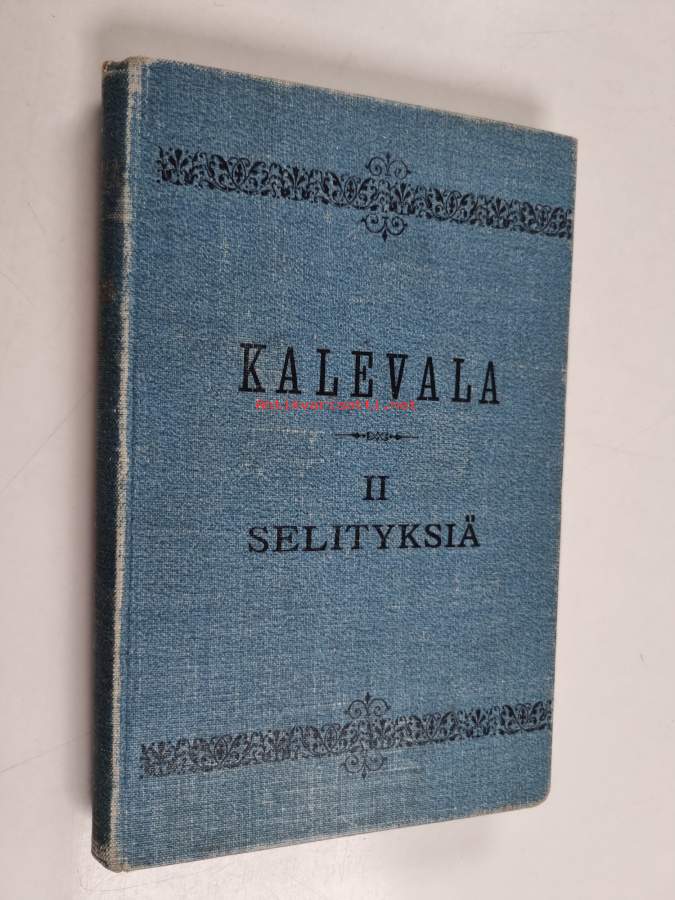 KALEVALA
Antikvariaatti.net
II
SELITYKSIÄ